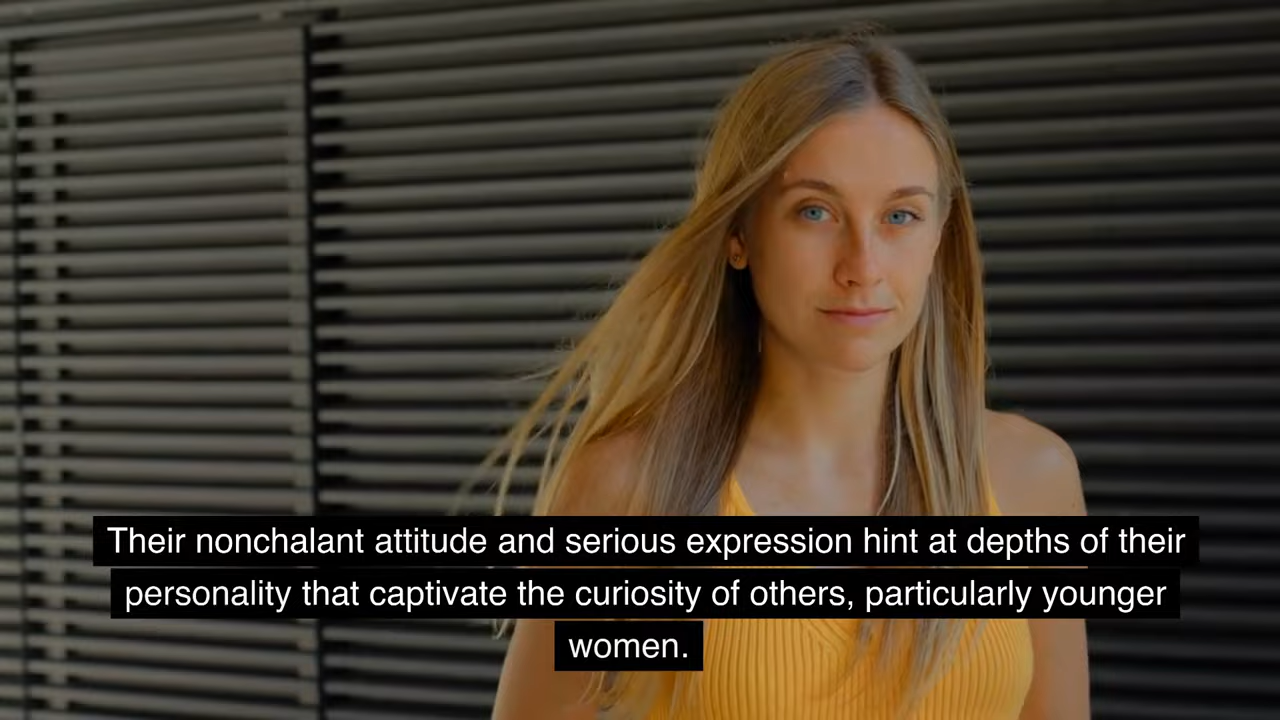 Their nonchalant attitude and serious expression hint at depths of their
personality that captivate the curiosity of others, particularly younger
women.